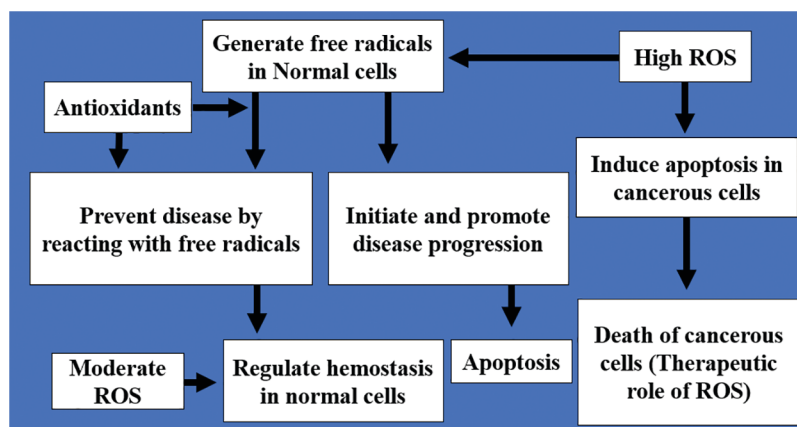 Generate free radicals
in Normal cells
High ROS
Antioxidants
Induce apoptosis in
cancerous cells
Prevent disease by
reacting with free radicals
Initiate and promote
disease progression
Death of cancerous
cells (Therapeutic
role of ROS)
Moderate
ROS
Regulate hemostasis
in normal cells
Apoptosis